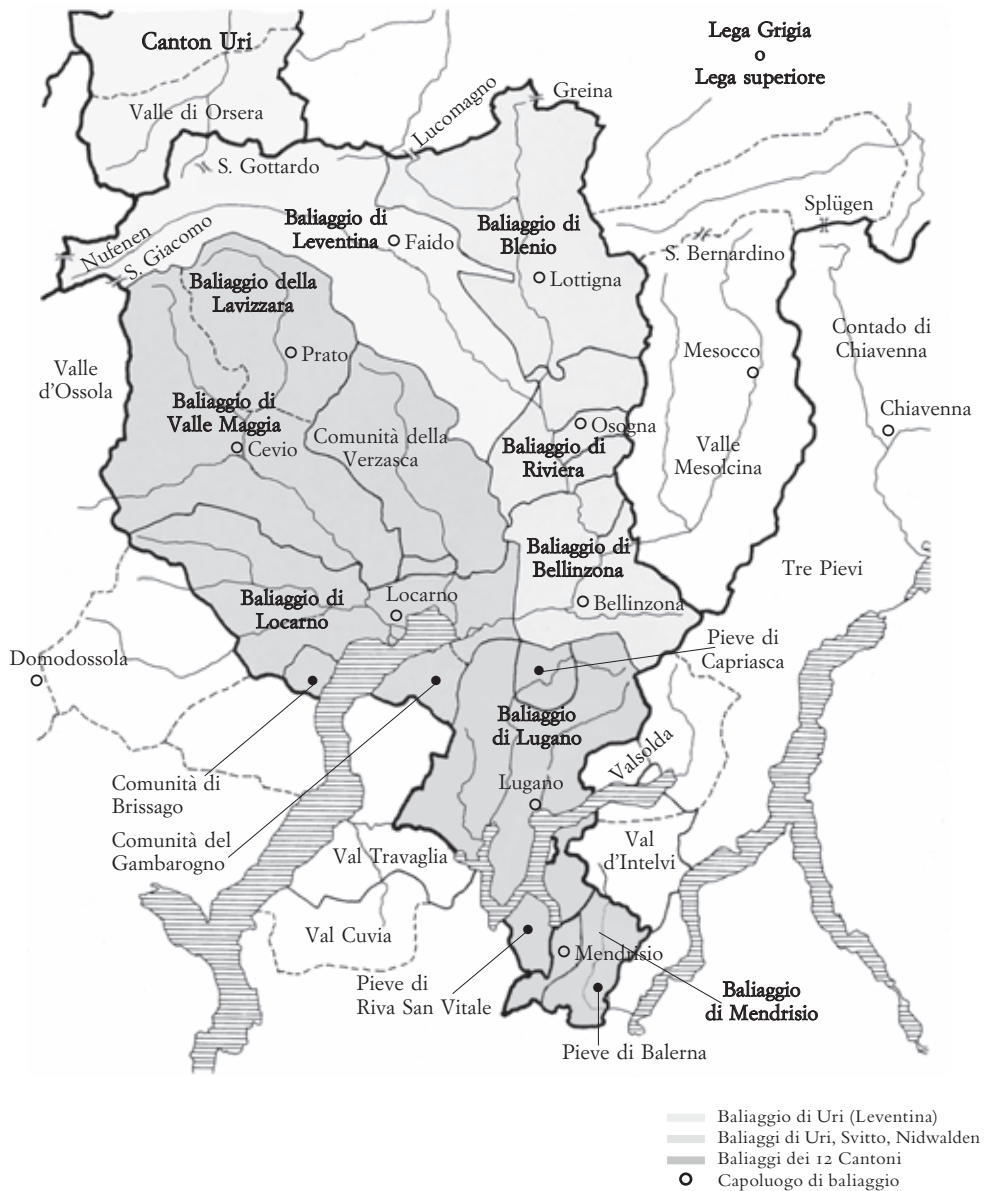 Canton Uri
Lega Grigia
o
Lega superiore
Valle di Orsera
Lucomagno
Greina
S. Gottardo
Splügen
Baliaggio di
Leventina
Faido
Baliaggio di
Blenio
Nufenen
S. Giacomo
S. Bernardino
Lottigna
Baliaggio della
Lavizzara
Contado di
Chiavenna
Valle
d'Ossola
Prato
Mesocco
Baliaggio di
Valle Maggia
Chiavenna
Osogna
Cevio
Comunità della
Verzasca
Baliaggio di
Riviera
Valle
Mesolcina
Baliaggio di
Bellinzona
Tre Pievi
Baliaggio di
Locarno
Locarno
Bellinzona
Domodossola
Pieve di
Capriasca
Baliaggio
di Lugano
Valsolda
Comunità di
Brissago
Lugano
Comunità del
Gambarogno
Val Travaglia
Val
d'Intelvi
Val Cuvia
Mendrisio
Pieve di
Riva San Vitale
Baliaggio
di Mendrisio
Pieve di Balerna
Baliaggio di Uri (Leventina)
Baliaggi di Uri, Svitto, Nidwalden
Baliaggi dei 12 Cantoni
Capoluogo di baliaggio